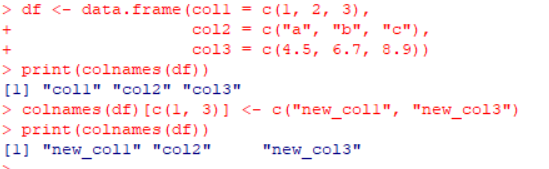 > df <- data.frame(col1 = c(1, 2, 3),
+                  col2 = c("a", "b", "c"),
+                  col3 = c(4.5, 6.7, 8.9))
> print(colnames(df))
[1] "col1" "col2" "col3"
> colnames(df)[c(1, 3)] <- c("new_col1", "new_col3")
> print(colnames(df))
[1] "new_col1" "col2"     "new_col3"
>